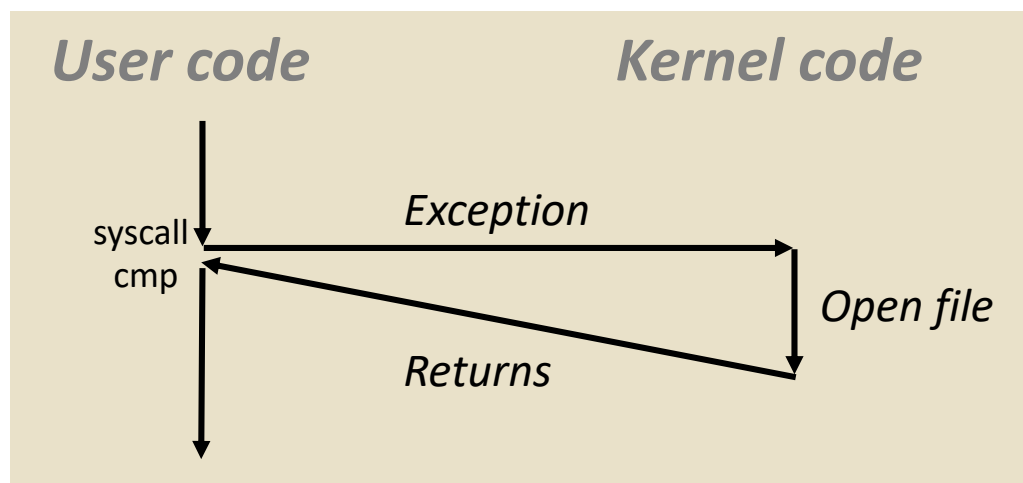 User code
Kernel code
Exception
syscall
cmp
Open file
Returns